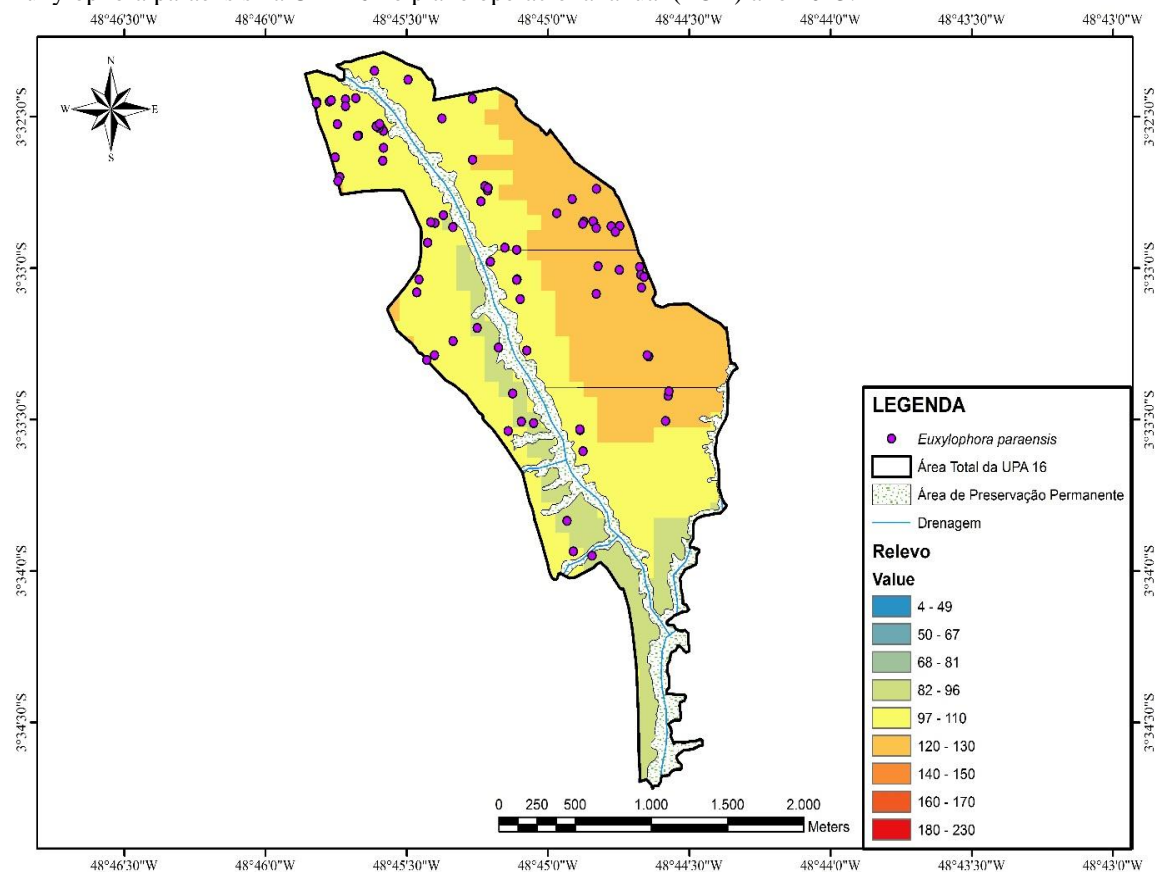 48°46'30"W 48°46'0"W 48°45'30"W 48°45'0"W 48°44'30"W 48°44'0"W 48°43'30"W 48°43'0"W
N
W E
S
3°32'30"S 3°32'30"S
3°33'0"S 3°33'0"S
3°33'30"S 3°33'30"S
3°34'0"S 3°34'0"S
3°34'30"S 3°34'30"S
LEGENDA
Euxylophora paraensis
Área Total da UPA 16
Área de Preservação Permanente
Drenagem
Relevo
Value
4 - 49
50 - 67
68 - 81
82 - 96
97 - 110
120 - 130
140 - 150
160 - 170
180 - 230
0 250 500 1.000 1.500 2.000
Meters
48°46'30"W 48°46'0"W 48°45'30"W 48°45'0"W 48°44'30"W 48°44'0"W 48°43'30"W 48°43'0"W